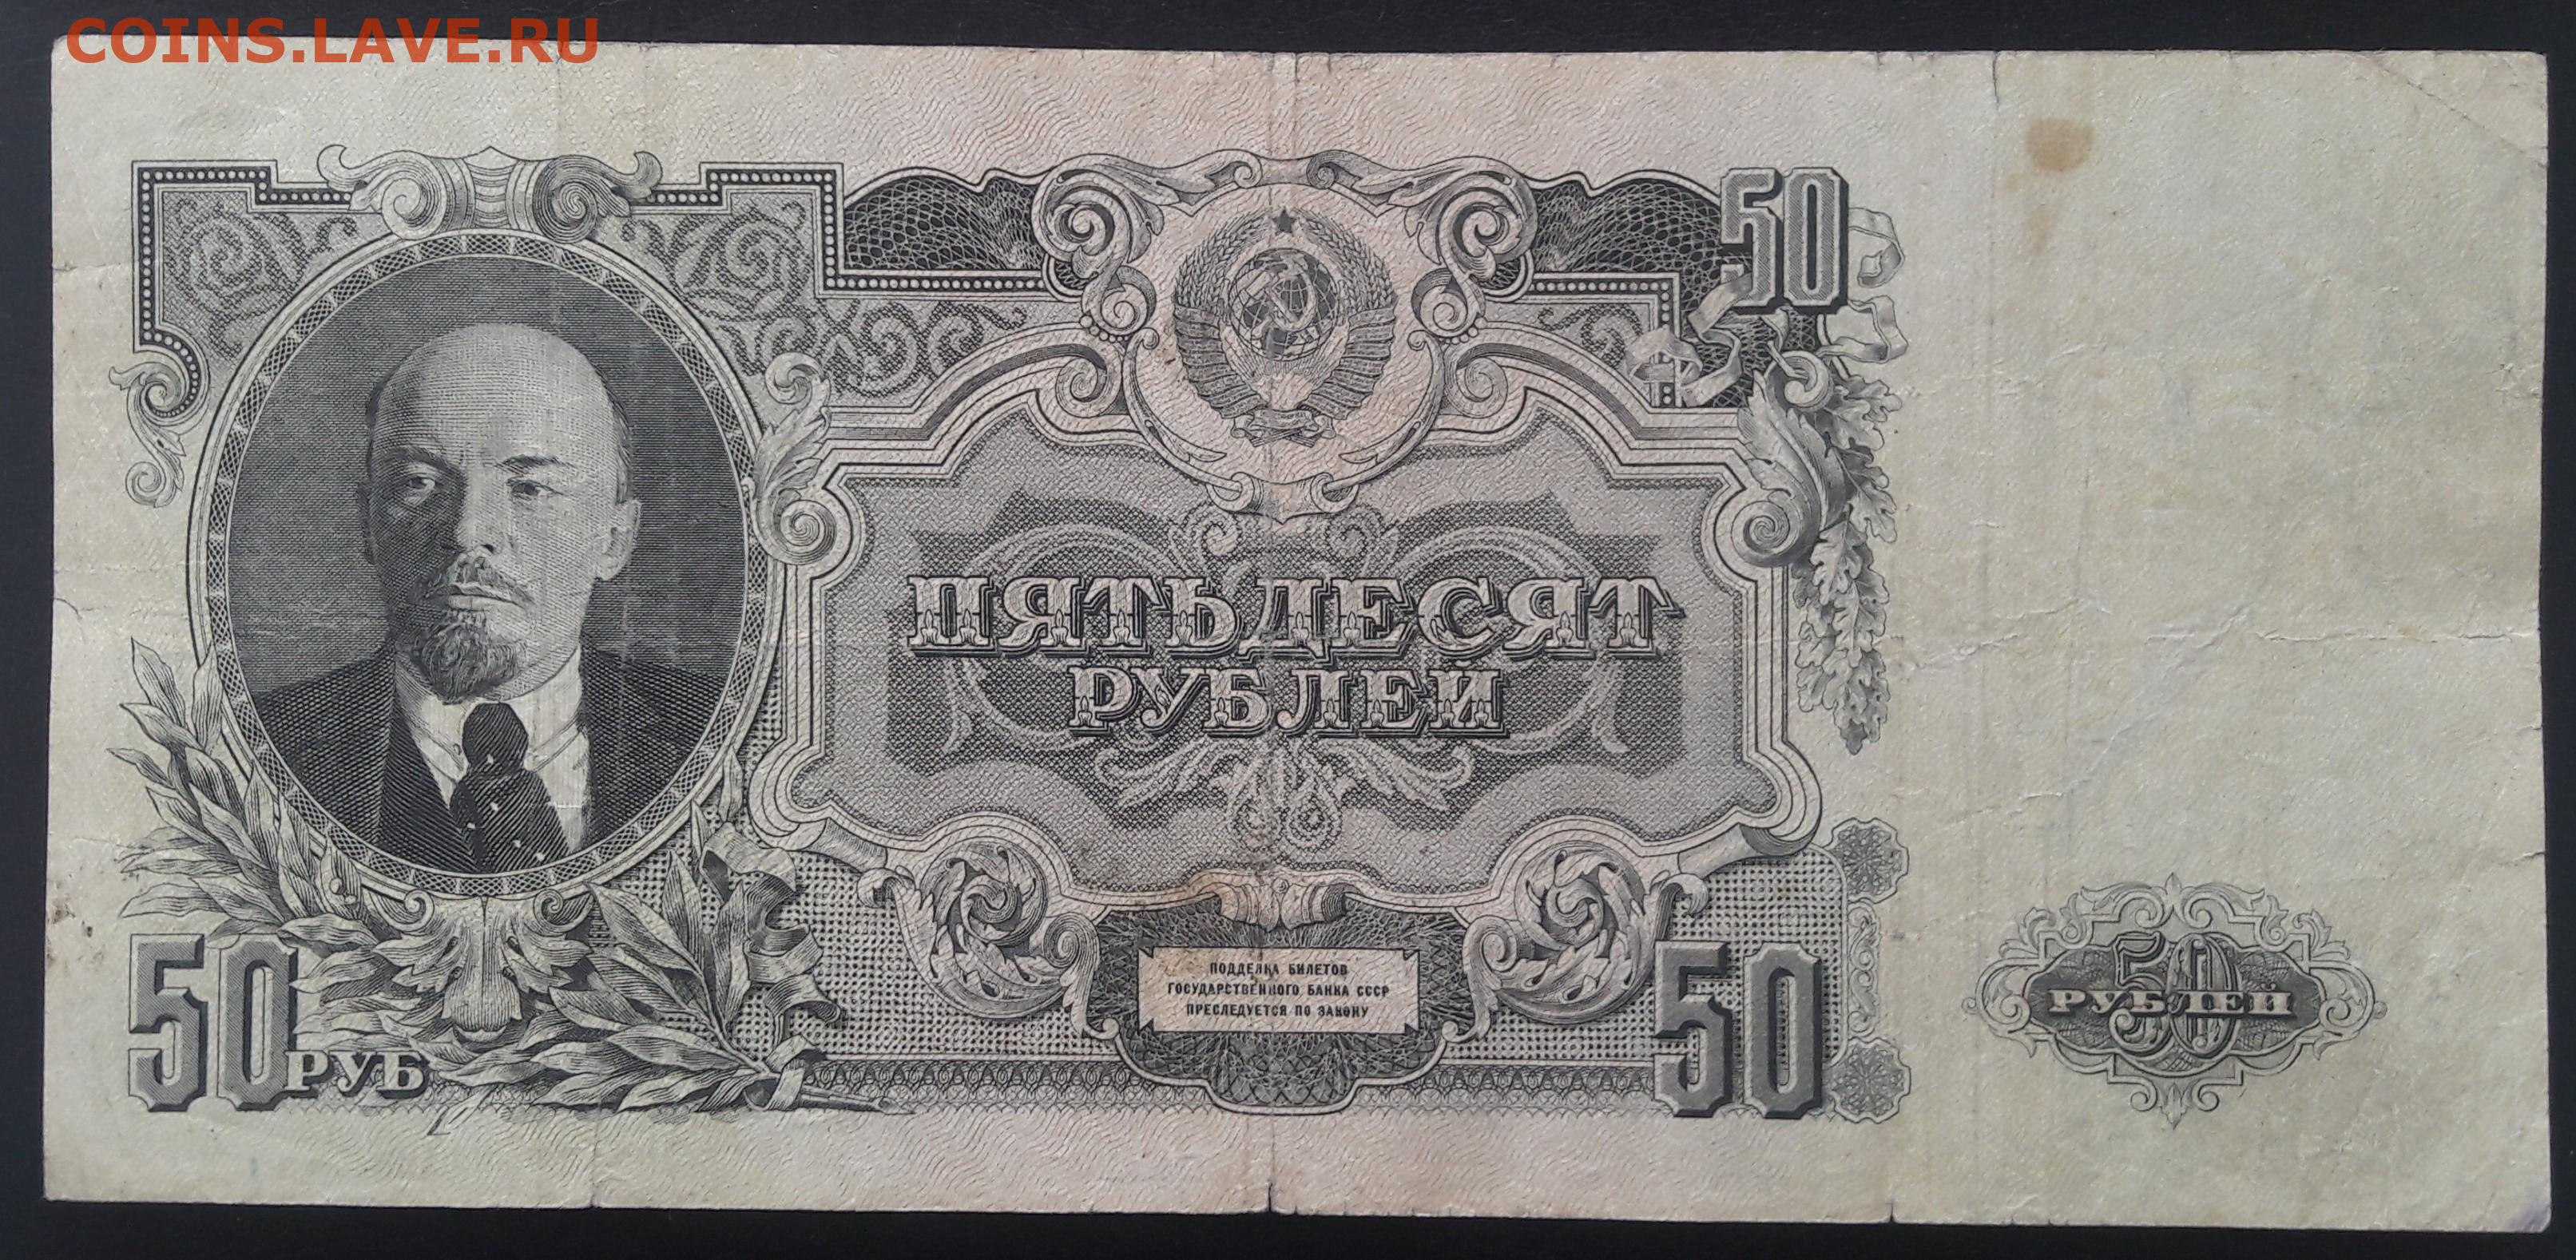 COINS.LAVE.RU
50
ПЯТЬДЕСЯТ
РУБЛЕЙ
ПОДДЕЛКА БИЛЕТОВ
ГОСУДАРСТВЕННОГО БАНКА СССР
ПРЕСЛЕДУЕТСЯ ПО ЗАКОНУ
50 РУБ
50
50
РУБЛЕЙ